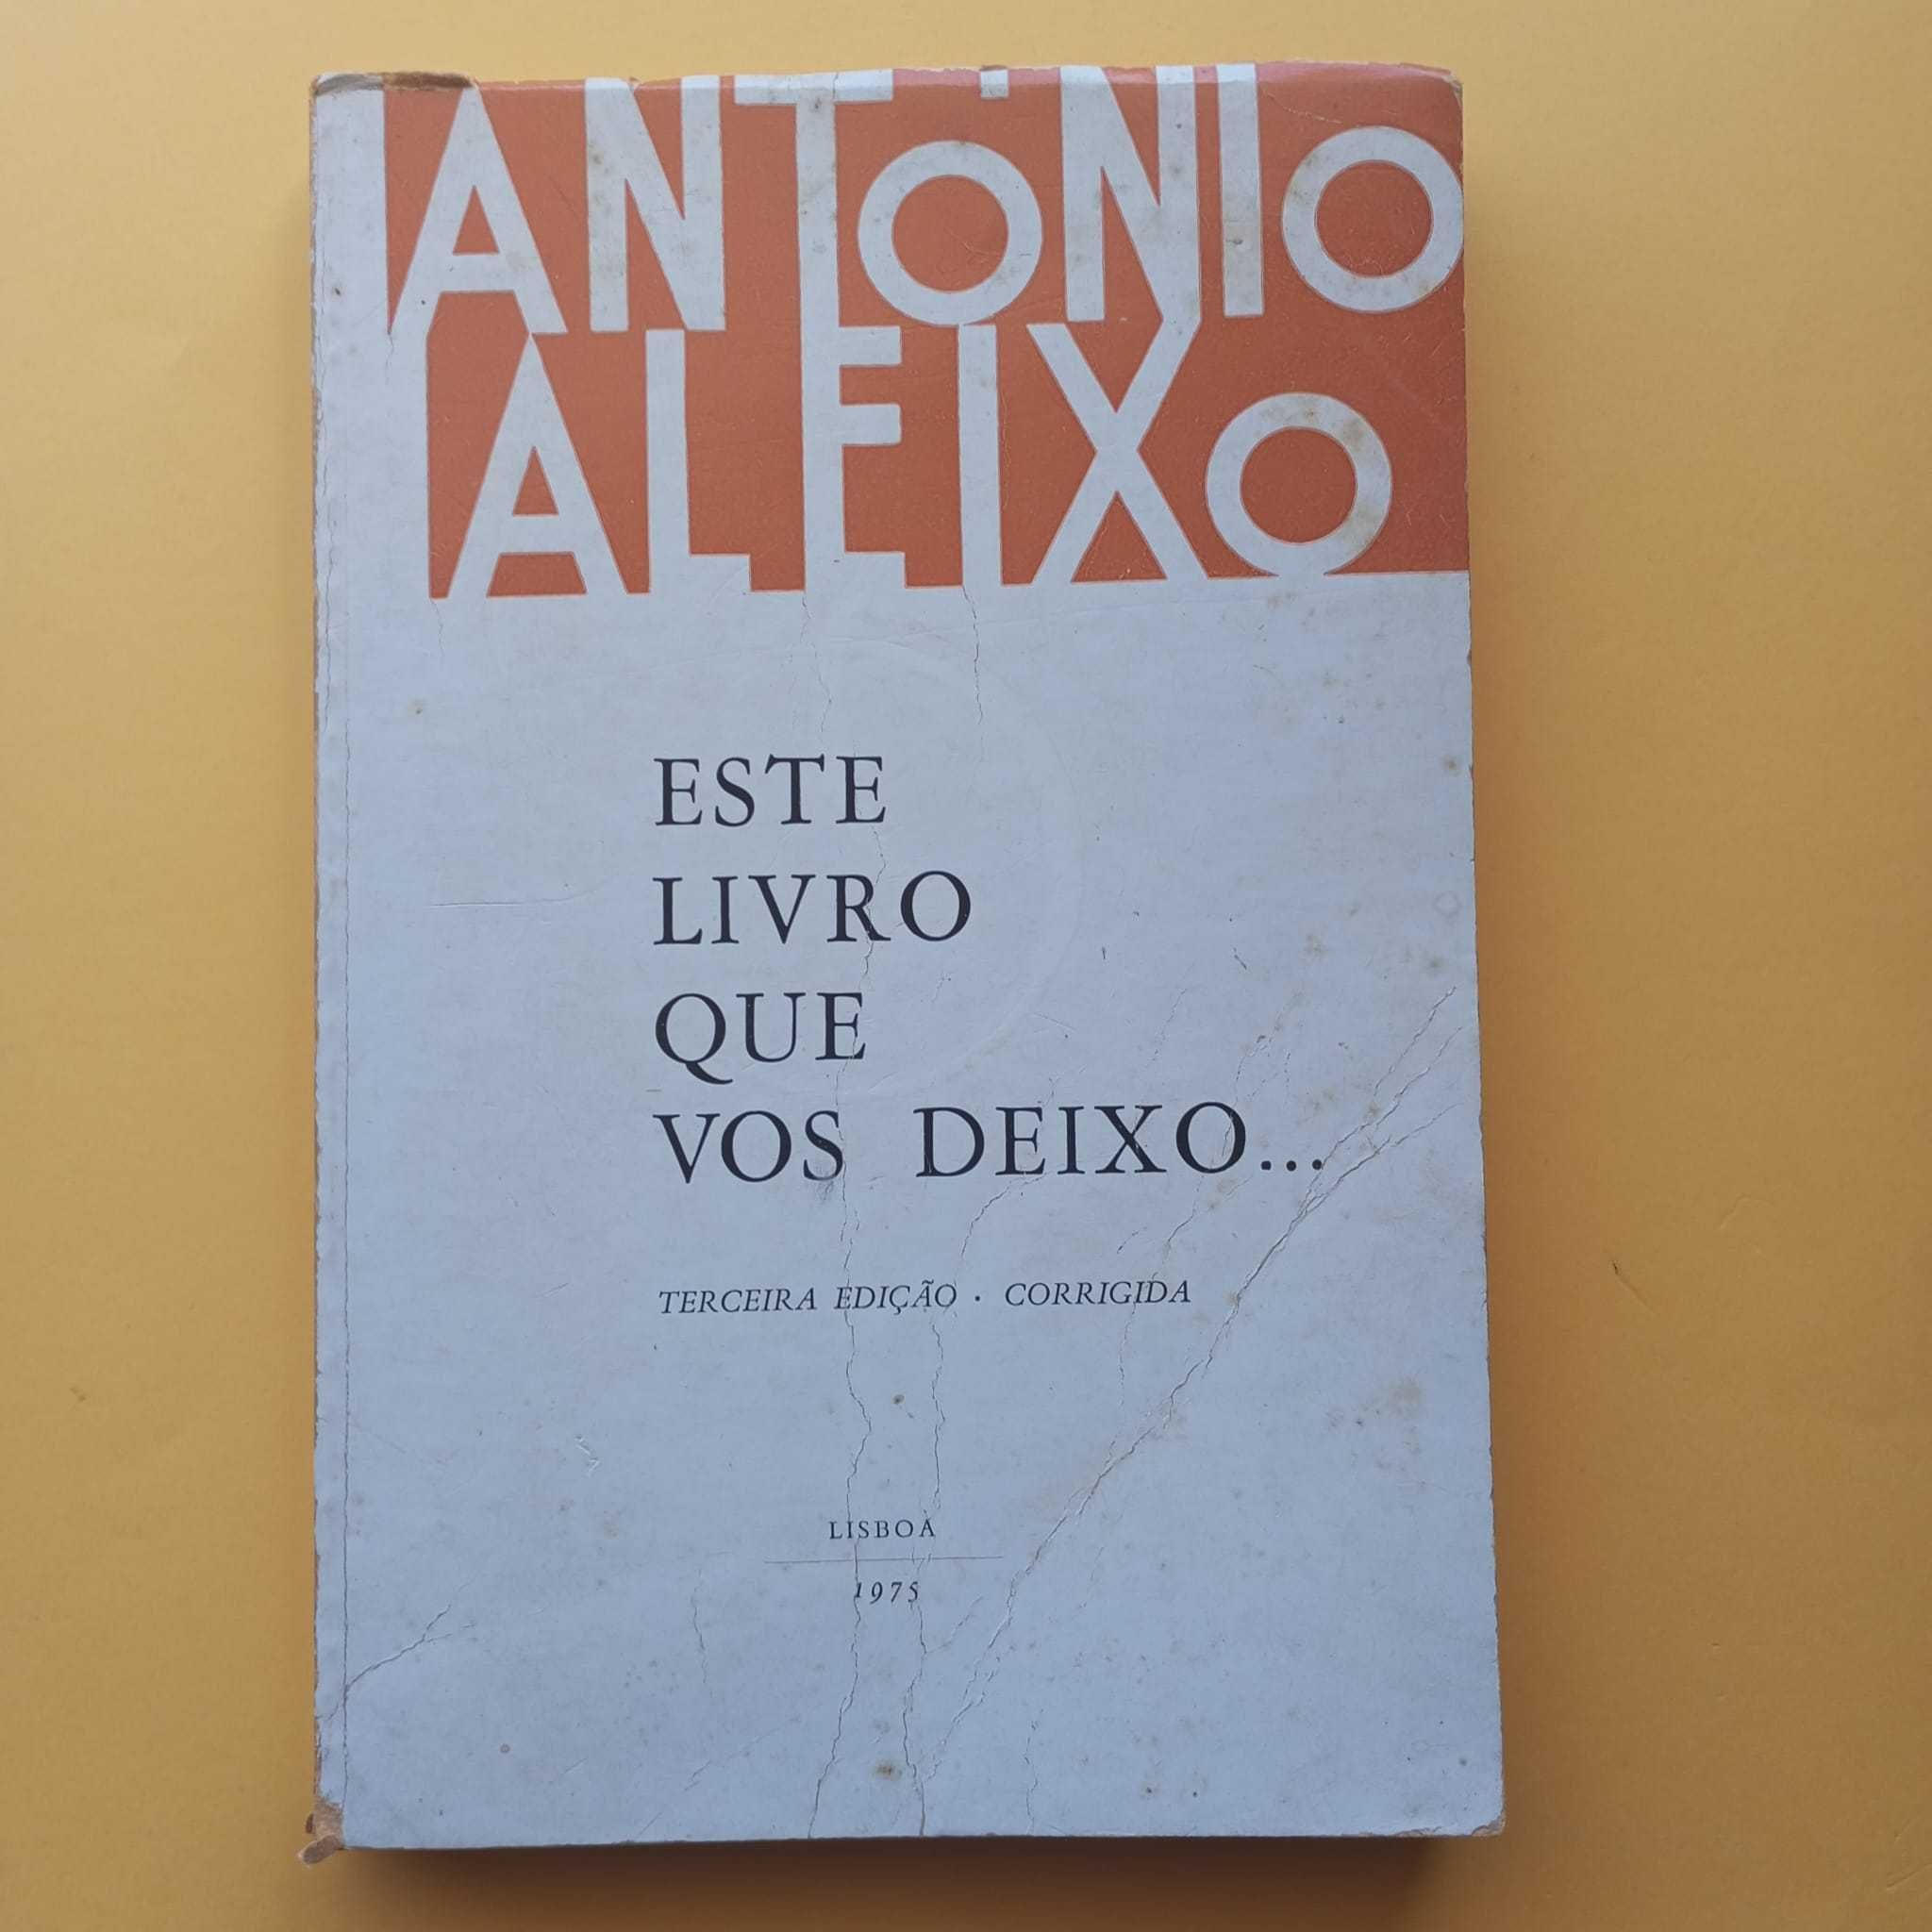 ANTÓNIO
ALEIXO
ESTE
LIVRO
QUE
VOS DEIXO...
TERCEIRA EDIÇÃO · CORRIGIDA
LISBOA
1975